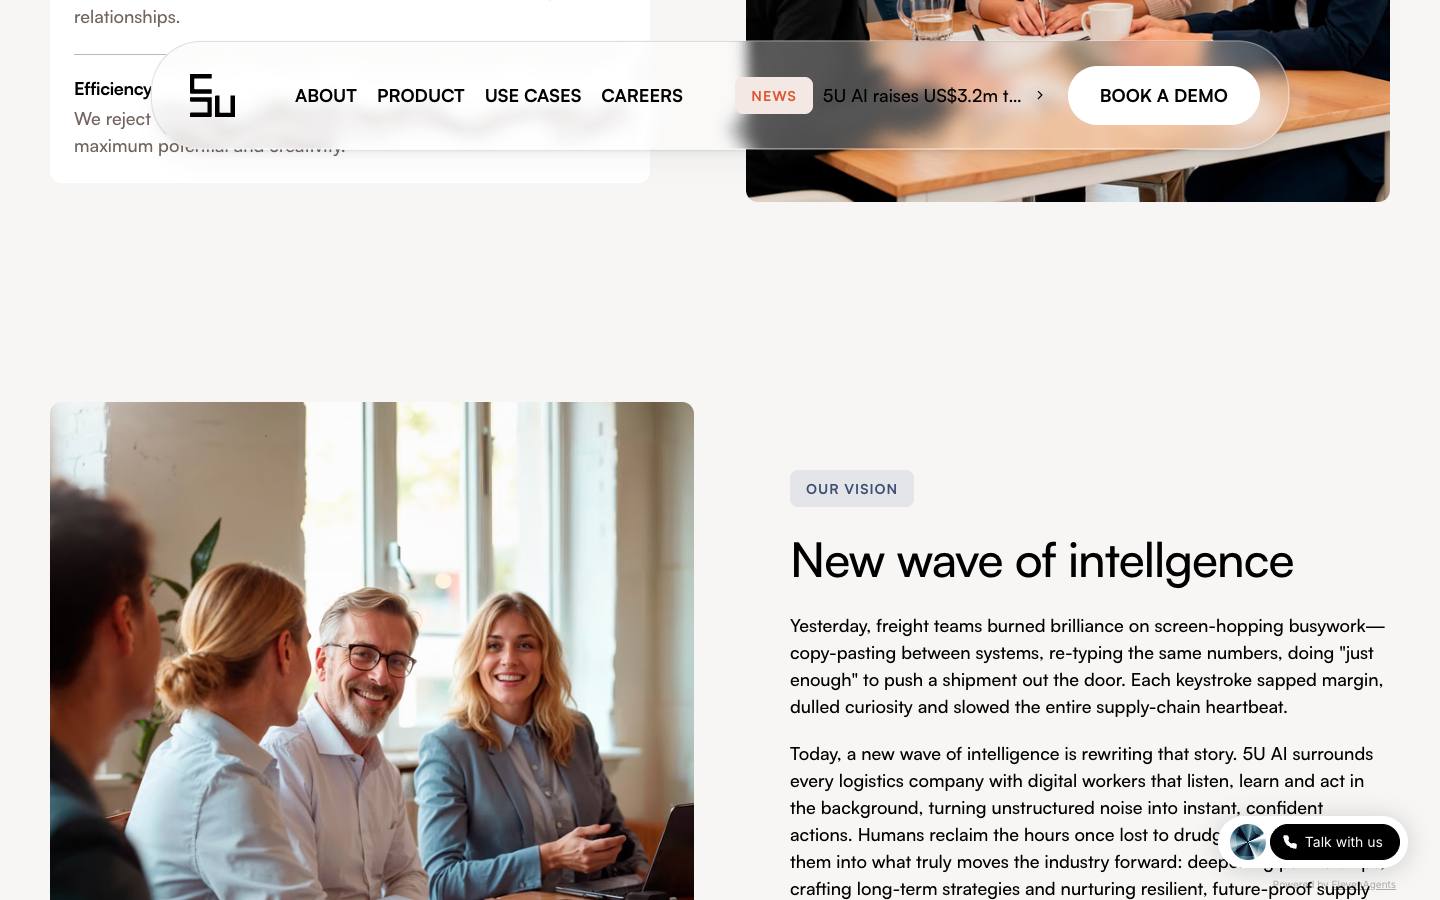 relationships.
Efficiency
We reject
maximum potential and creativity.
5u
ABOUT
PRODUCT
USE CASES
CAREERS
NEWS
5U AI raises US$3.2m t...
BOOK A DEMO
OUR VISION
New wave of intellgence
Yesterday, freight teams burned brilliance on screen-hopping busywork—
copy-pasting between systems, re-typing the same numbers, doing "just
enough" to push a shipment out the door. Each keystroke sapped margin,
dulled curiosity and slowed the entire supply-chain heartbeat.
Today, a new wave of intelligence is rewriting that story. 5U AI surrounds
every logistics company with digital workers that listen, learn and act in
the background, turning unstructured noise into instant, confident
actions. Humans reclaim the hours once lost to
them into what truly moves the industry forward:
crafting long-term strategies and nurturing resilient, future-proof supply
Talk with us
Powered by ElevenAgents